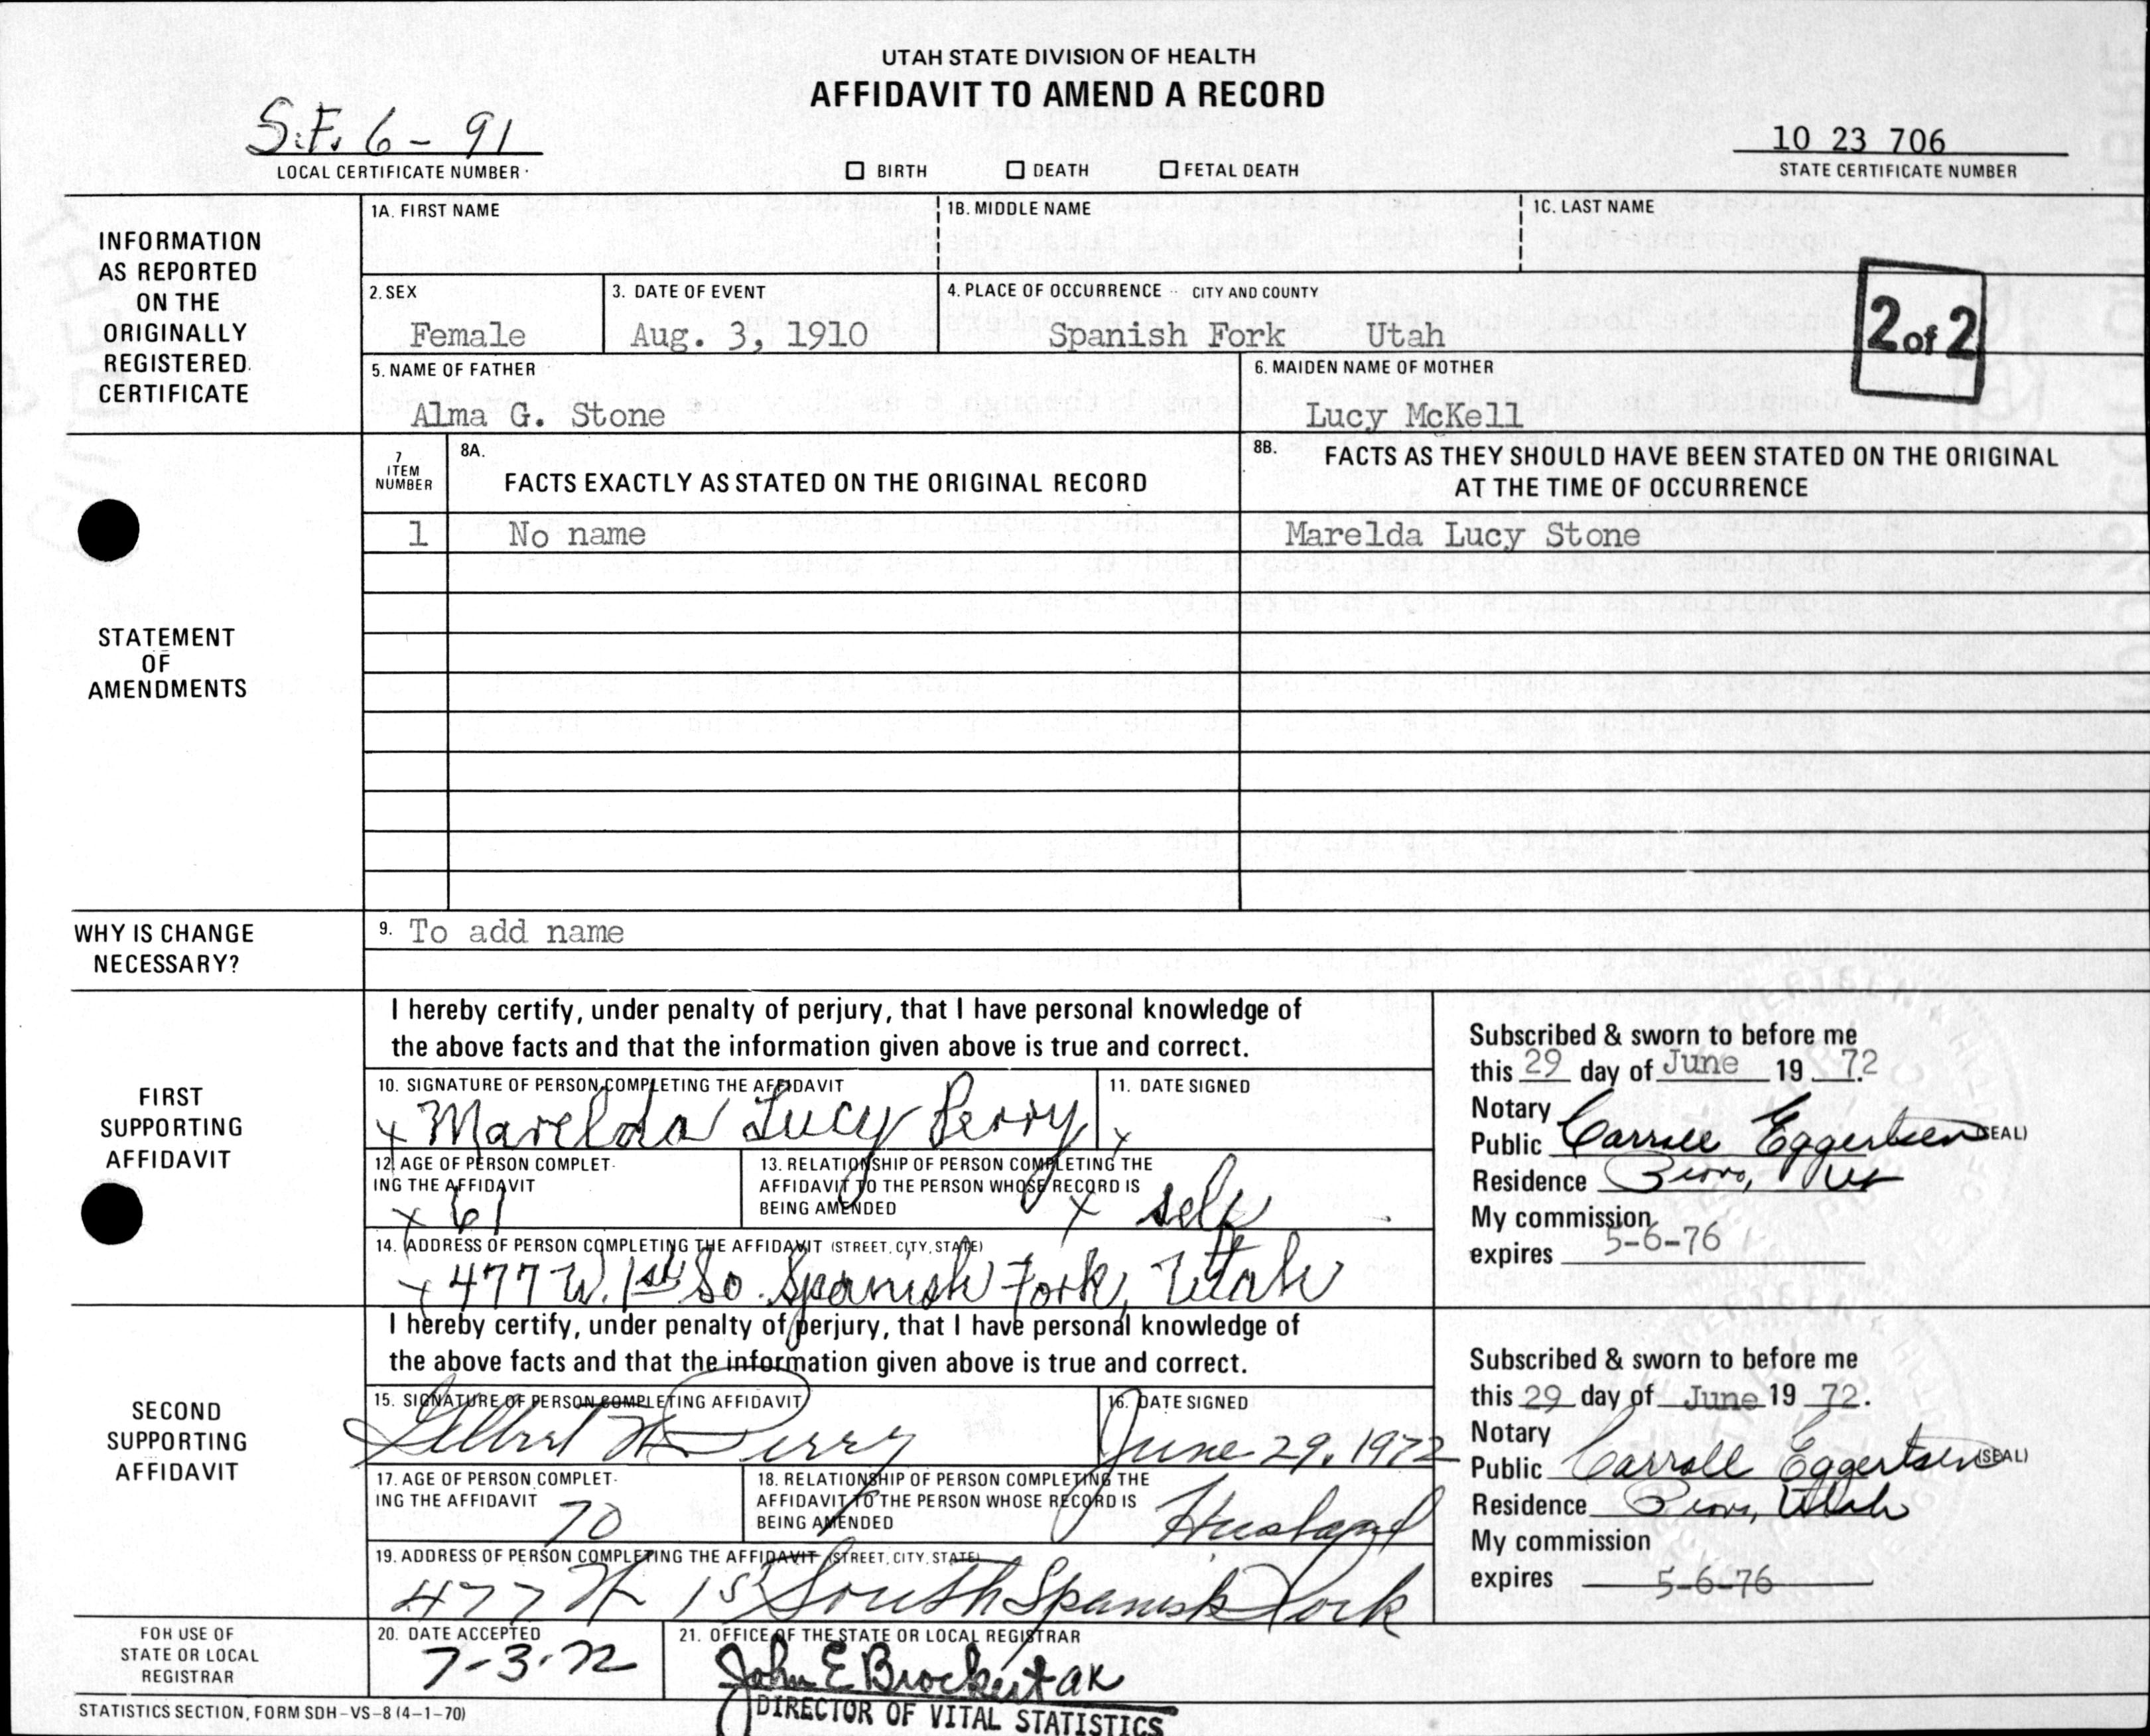 UTAH STATE DIVISION OF HEALTH
AFFIDAVIT TO AMEND A RECORD
S.F. 6 - 91
LOCAL CERTIFICATE NUMBER
BIRTH DEATH FETAL DEATH
10 23 706
STATE CERTIFICATE NUMBER
INFORMATION
AS REPORTED
ON THE
ORIGINALLY
REGISTERED
CERTIFICATE
1A. FIRST NAME 1B. MIDDLE NAME 1C. LAST NAME
2. SEX 3. DATE OF EVENT 4. PLACE OF OCCURRENCE -- CITY AND COUNTY
Female Aug. 3, 1910 Spanish Fork Utah
2 of 2
5. NAME OF FATHER 6. MAIDEN NAME OF MOTHER
Alma G. Stone Lucy McKell
STATEMENT
OF
AMENDMENTS
7
ITEM
NUMBER
8A.
FACTS EXACTLY AS STATED ON THE ORIGINAL RECORD
8B. FACTS AS THEY SHOULD HAVE BEEN STATED ON THE ORIGINAL
AT THE TIME OF OCCURRENCE
1 No name Marelda Lucy Stone
WHY IS CHANGE
NECESSARY?
9. To add name
FIRST
SUPPORTING
AFFIDAVIT
I hereby certify, under penalty of perjury, that I have personal knowledge of
the above facts and that the information given above is true and correct.
10. SIGNATURE OF PERSON COMPLETING THE AFFIDAVIT 11. DATE SIGNED
x Marelda Lucy Perry x
12. AGE OF PERSON COMPLET-
ING THE AFFIDAVIT
x 61
13. RELATIONSHIP OF PERSON COMPLETING THE
AFFIDAVIT TO THE PERSON WHOSE RECORD IS
BEING AMENDED
x self
14. ADDRESS OF PERSON COMPLETING THE AFFIDAVIT (STREET, CITY, STATE)
x 477 W. 1st So. Spanish Fork, Utah
Subscribed & sworn to before me
this 29 day of June 19 72
Notary
Public Carroll Eggertsen (SEAL)
Residence Provo, Ut
My commission
expires 5-6-76
SECOND
SUPPORTING
AFFIDAVIT
I hereby certify, under penalty of perjury, that I have personal knowledge of
the above facts and that the information given above is true and correct.
15. SIGNATURE OF PERSON COMPLETING AFFIDAVIT 16. DATE SIGNED
Perry June 29, 1972
17. AGE OF PERSON COMPLET-
ING THE AFFIDAVIT
70
18. RELATIONSHIP OF PERSON COMPLETING THE
AFFIDAVIT TO THE PERSON WHOSE RECORD IS
BEING AMENDED
Husband
19. ADDRESS OF PERSON COMPLETING THE AFFIDAVIT (STREET, CITY, STATE)
477 W 1st South Spanish Fork
Subscribed & sworn to before me
this 29 day of June 19 72.
Notary
Public Carroll Eggertsen (SEAL)
Residence Provo, Utah
My commission
expires 5-6-76
FOR USE OF
STATE OR LOCAL
REGISTRAR
20. DATE ACCEPTED
7-3-72
21. OFFICE OF THE STATE OR LOCAL REGISTRAR
John E Brockert ak
DIRECTOR OF VITAL STATISTICS
STATISTICS SECTION, FORM SDH-VS-8 (4-1-70)